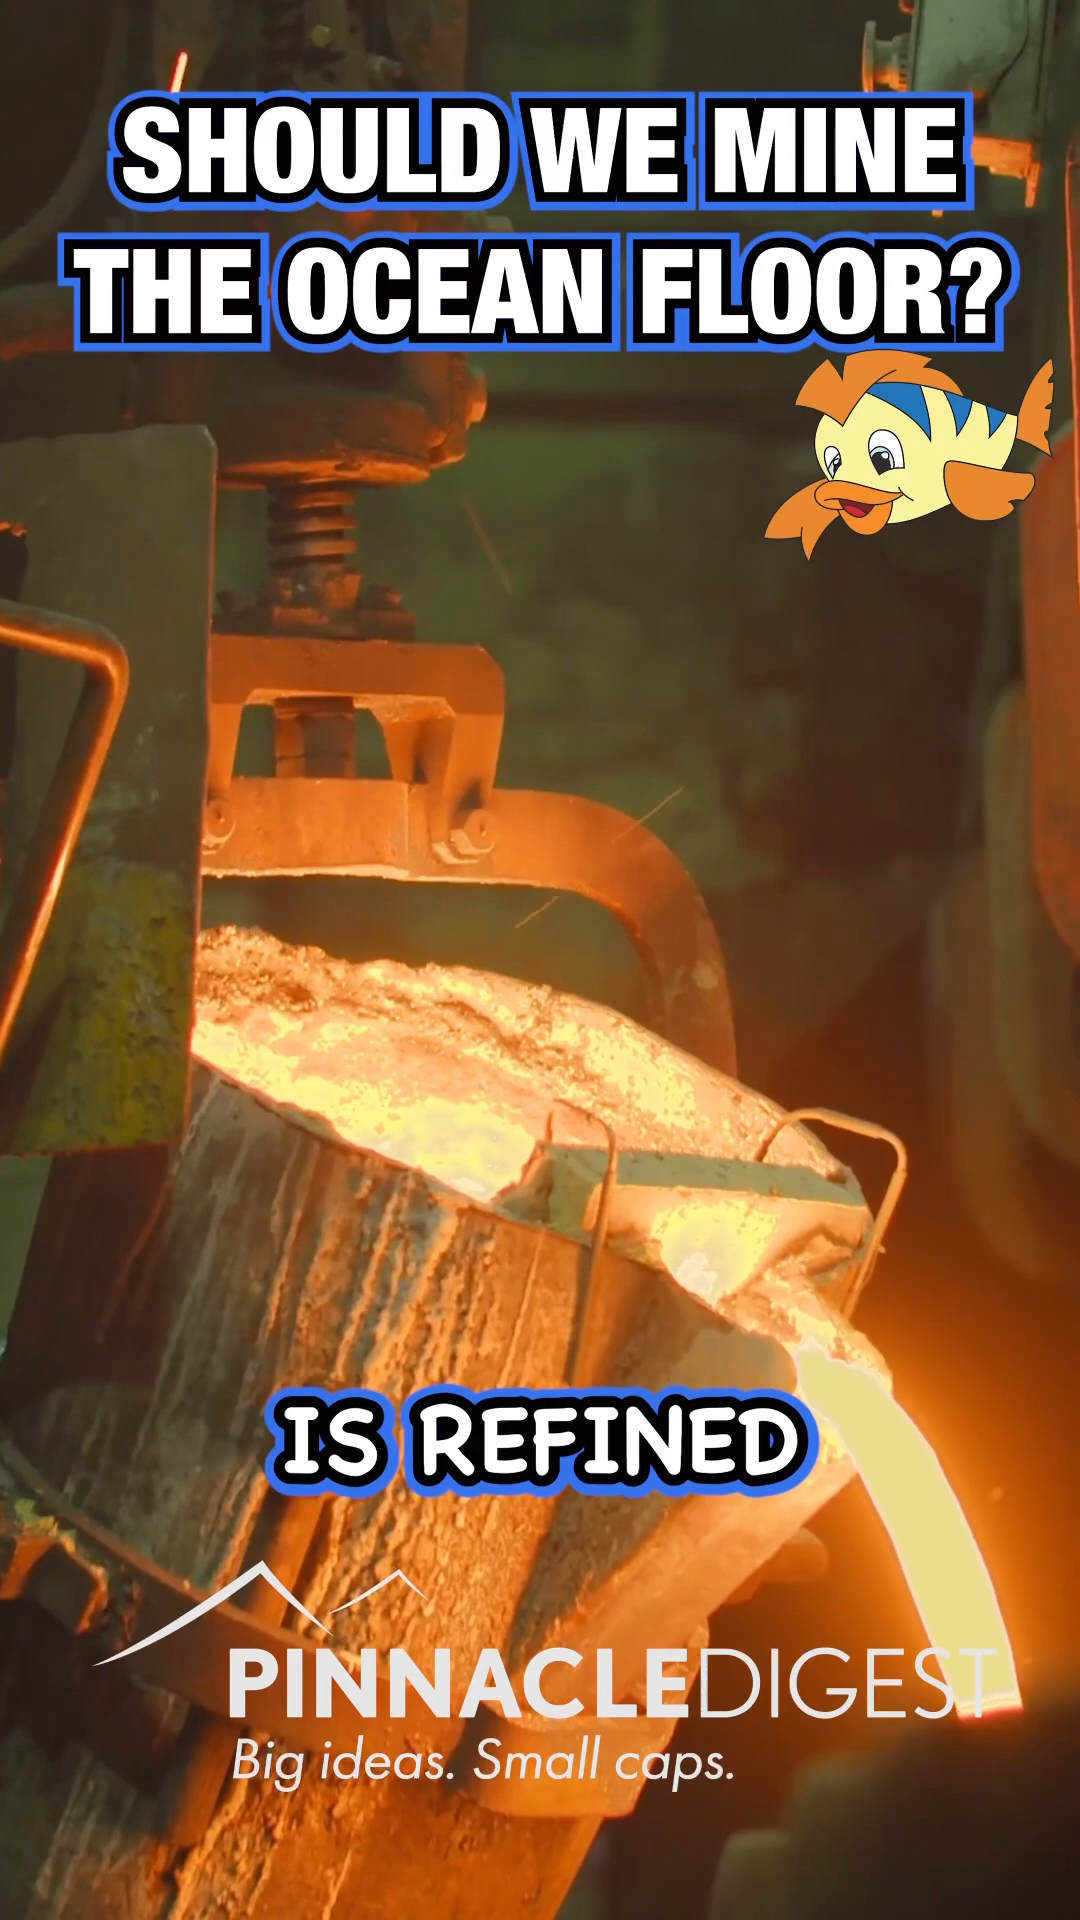 SHOULD WE MINE
THE OCEAN FLOOR?
IS REFINED
PINNACLEDIGEST
Big ideas. Small caps.